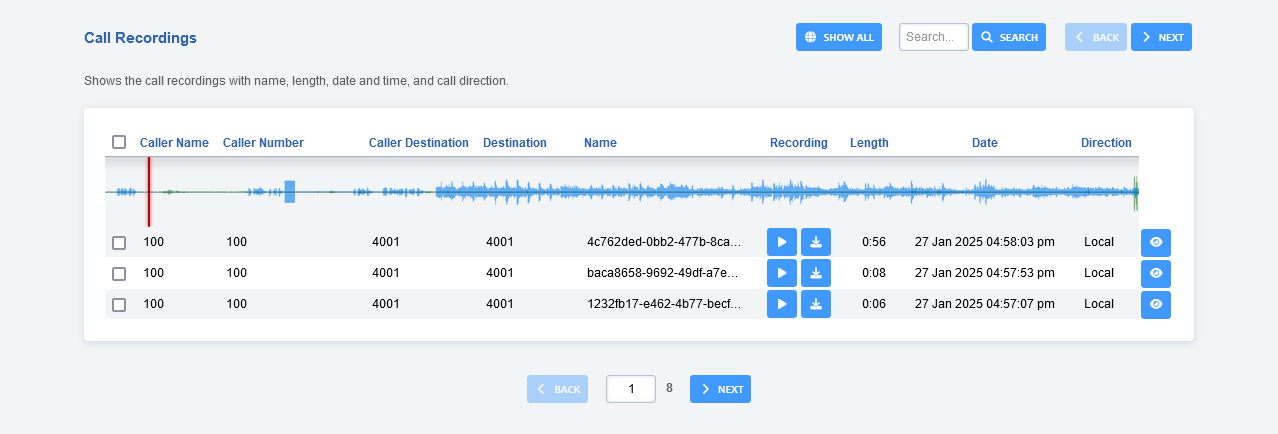 Call Recordings SHOW ALL Search... SEARCH BACK NEXT
Shows the call recordings with name, length, date and time, and call direction.
Caller Name Caller Number Caller Destination Destination Name Recording Length Date Direction
100 100 4001 4001 4c762ded-0bb2-477b-8ca... 0:56 27 Jan 2025 04:58:03 pm Local
100 100 4001 4001 baca8658-9692-49df-a7e... 0:08 27 Jan 2025 04:57:53 pm Local
100 100 4001 4001 1232fb17-e462-4b77-becf... 0:06 27 Jan 2025 04:57:07 pm Local
BACK 1 8 NEXT